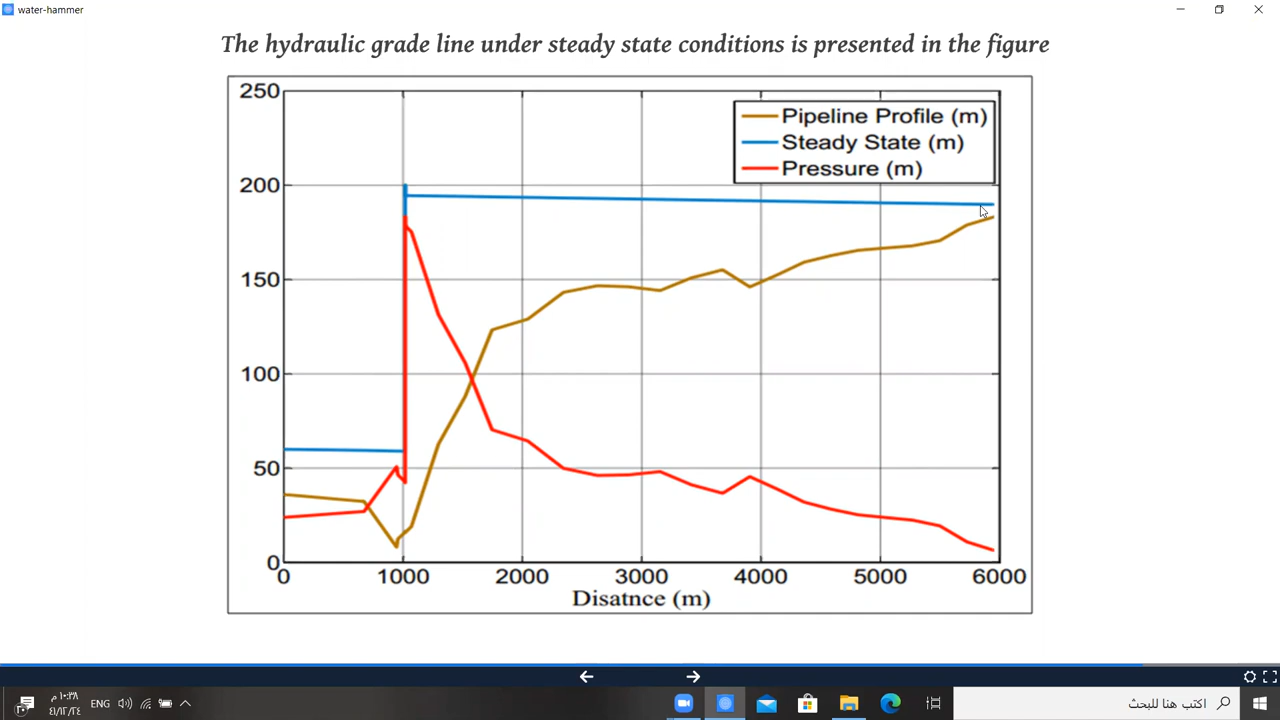 water-hammer
The hydraulic grade line under steady state conditions is presented in the figure
250
200
150
100
50
0
Pipeline Profile (m)
Steady State (m)
Pressure (m)
0 1000 2000 3000 4000 5000 6000
Disatnce (m)
١٠:٣٨ م
ENG
اكتب هنا للبحث